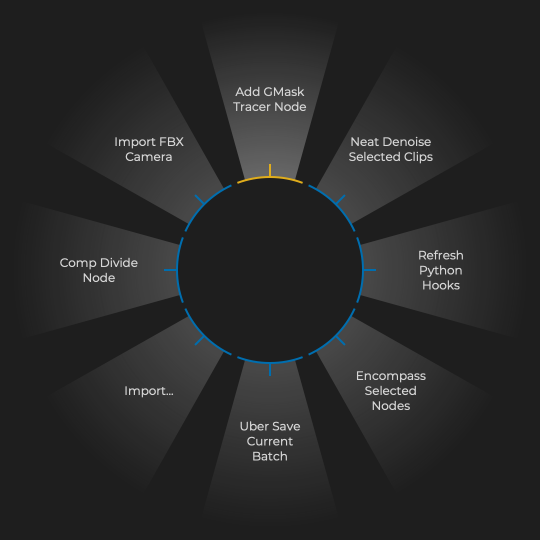 Add GMask
Tracer Node
Import FBX
Camera
Neat Denoise
Selected Clips
Comp Divide
Node
Refresh
Python
Hooks
Import...
Encompass
Selected
Nodes
Uber Save
Current
Batch